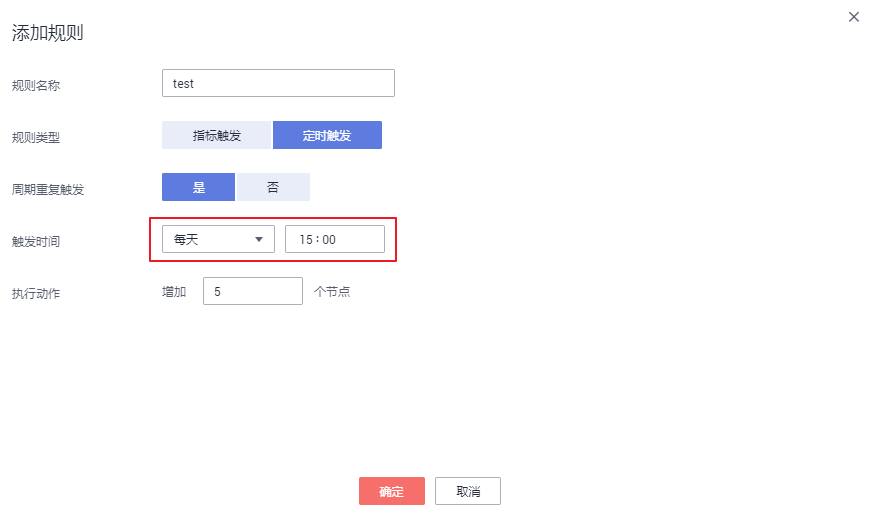 添加规则
规则名称 test
规则类型 指标触发 定时触发
周期重复触发 是 否
触发时间 每天 15:00
执行动作 增加 5 个节点
确定 取消